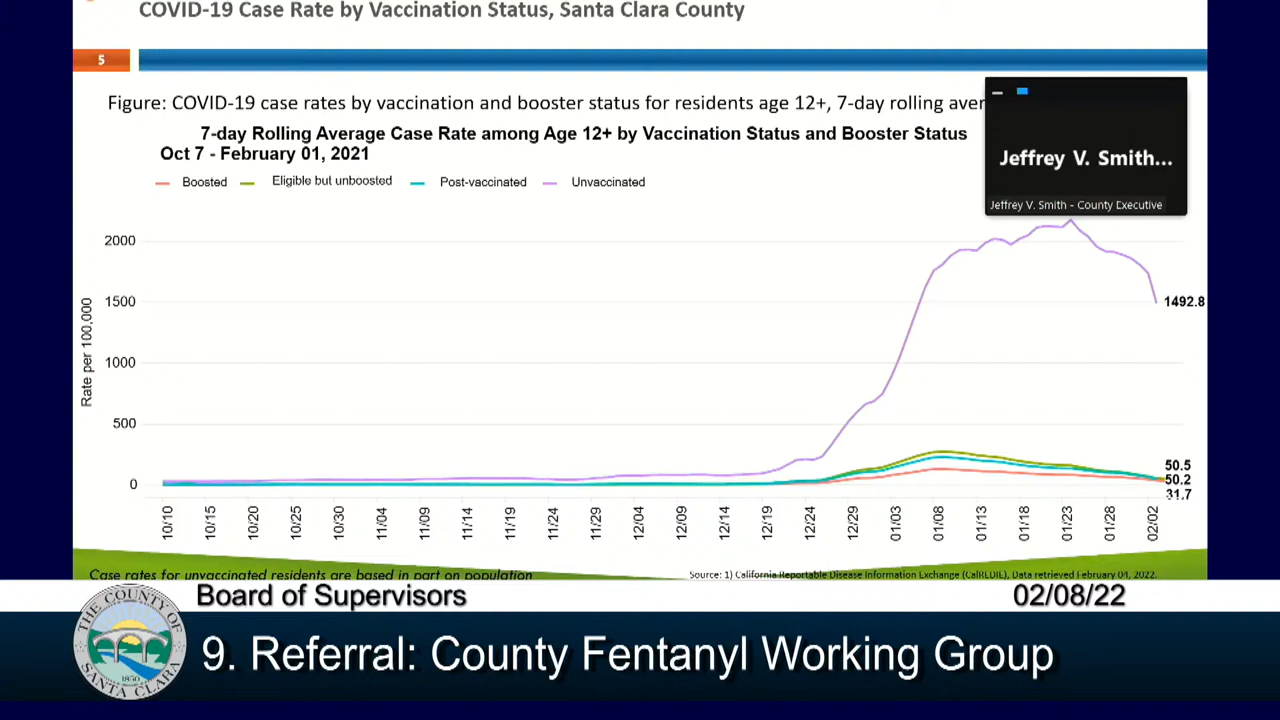 COVID-19 Case Rate by Vaccination Status, Santa Clara County
5
Figure: COVID-19 case rates by vaccination and booster status for residents age 12+, 7-day rolling aver
7-day Rolling Average Case Rate among Age 12+ by Vaccination Status and Booster Status
Oct 7 - February 01, 2021
Boosted Eligible but unboosted Post-vaccinated Unvaccinated
Jeffrey V. Smith...
Jeffrey V. Smith - County Executive
Rate per 100,000
2000
1500
1000
500
0
1492.8
50.5
50.2
31.7
10/10 10/15 10/20 10/25 10/30 11/04 11/09 11/14 11/19 11/24 11/29 12/04 12/09 12/14 12/19 12/24 12/29 01/03 01/08 01/13 01/18 01/23 01/28 02/02
Case rates for unvaccinated residents are based in part on population
Source: 1) California Reportable Disease Information Exchange (CalREDIE), Data retrieved February 04, 2022.
Board of Supervisors 02/08/22
9. Referral: County Fentanyl Working Group
THE COUNTY OF
SANTA CLARA
1850